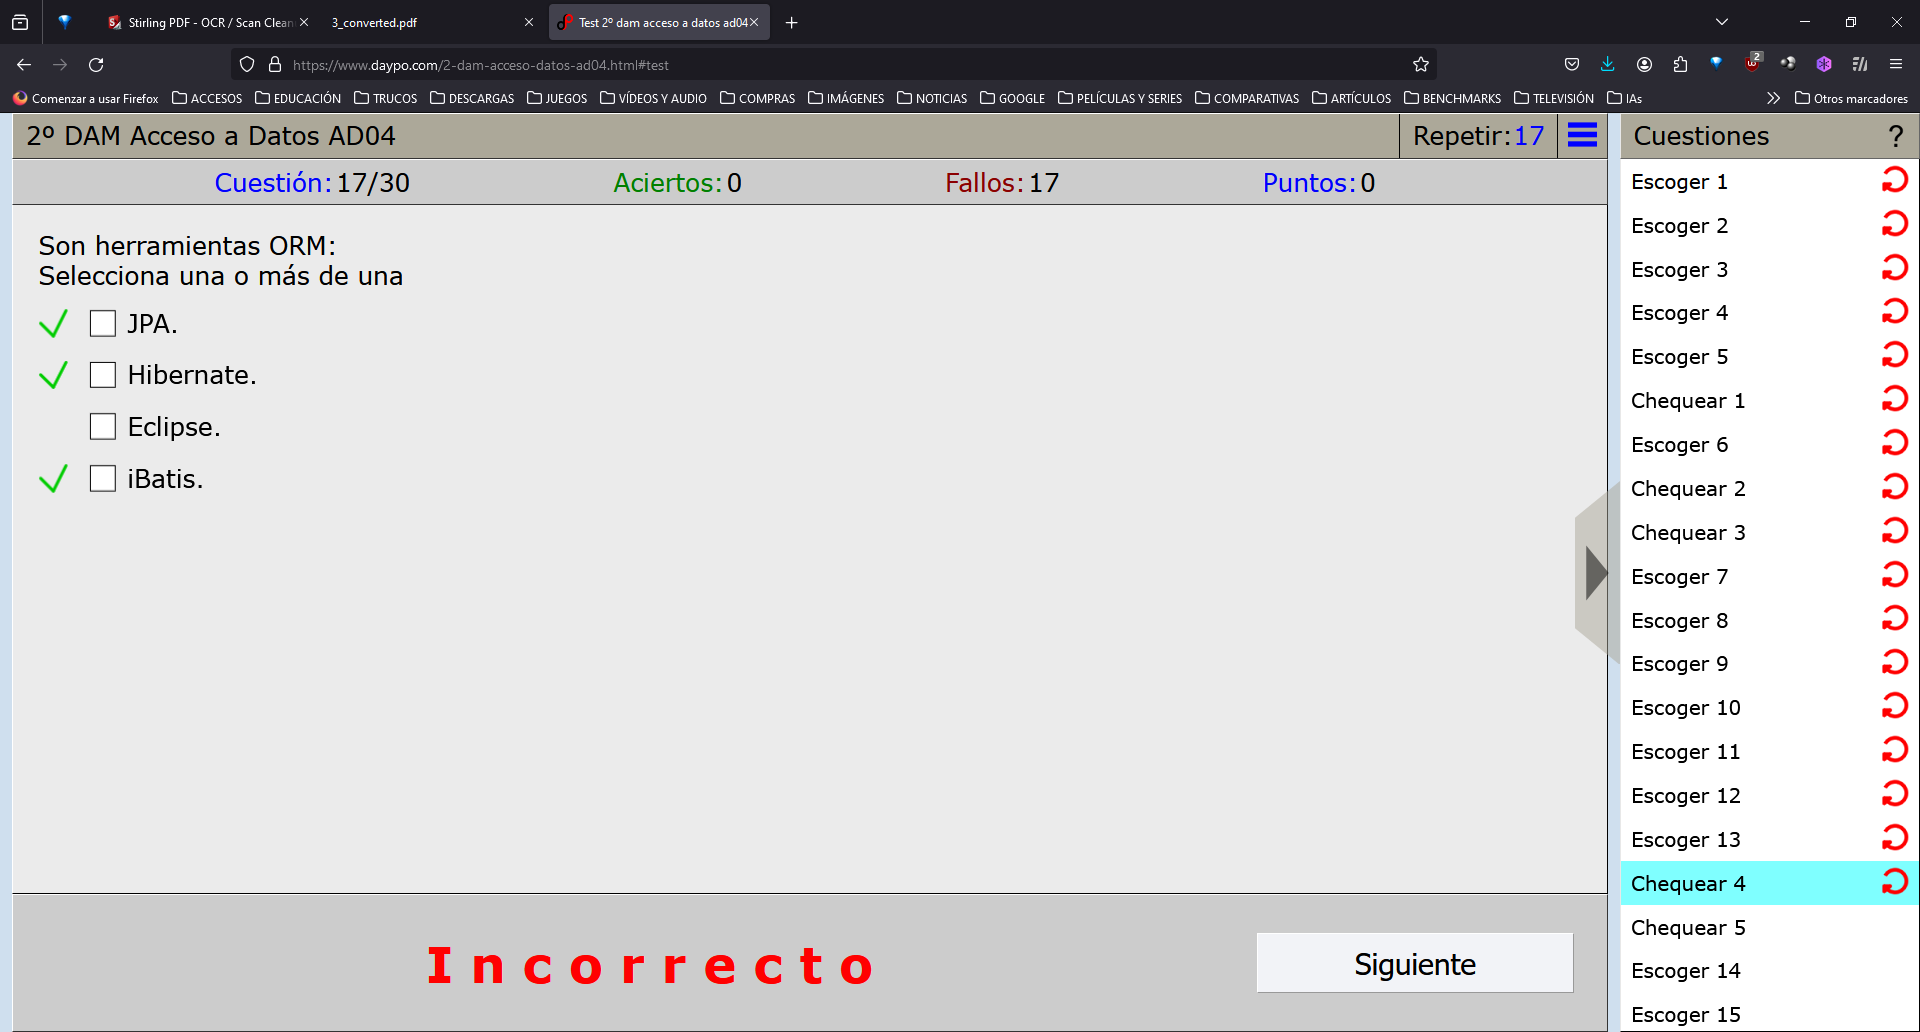 Stirling PDF - OCR / Scan Clean
3_converted.pdf
Test 2º dam acceso a datos ad04
https://www.daypo.com/2-dam-acceso-datos-ad04.html#test
2
Comenzar a usar Firefox
ACCESOS
EDUCACIÓN
TRUCOS
DESCARGAS
JUEGOS
VÍDEOS Y AUDIO
COMPRAS
IMÁGENES
NOTICIAS
GOOGLE
PELÍCULAS Y SERIES
COMPARATIVAS
ARTÍCULOS
BENCHMARKS
TELEVISIÓN
IAs
Otros marcadores
2º DAM Acceso a Datos AD04
Repetir:17
Cuestión:17/30
Aciertos:0
Fallos:17
Puntos:0
Son herramientas ORM:
Selecciona una o más de una
JPA.
Hibernate.
Eclipse.
iBatis.
Incorrecto
Siguiente
Cuestiones ?
Escoger 1
Escoger 2
Escoger 3
Escoger 4
Escoger 5
Chequear 1
Escoger 6
Chequear 2
Chequear 3
Escoger 7
Escoger 8
Escoger 9
Escoger 10
Escoger 11
Escoger 12
Escoger 13
Chequear 4
Chequear 5
Escoger 14
Escoger 15